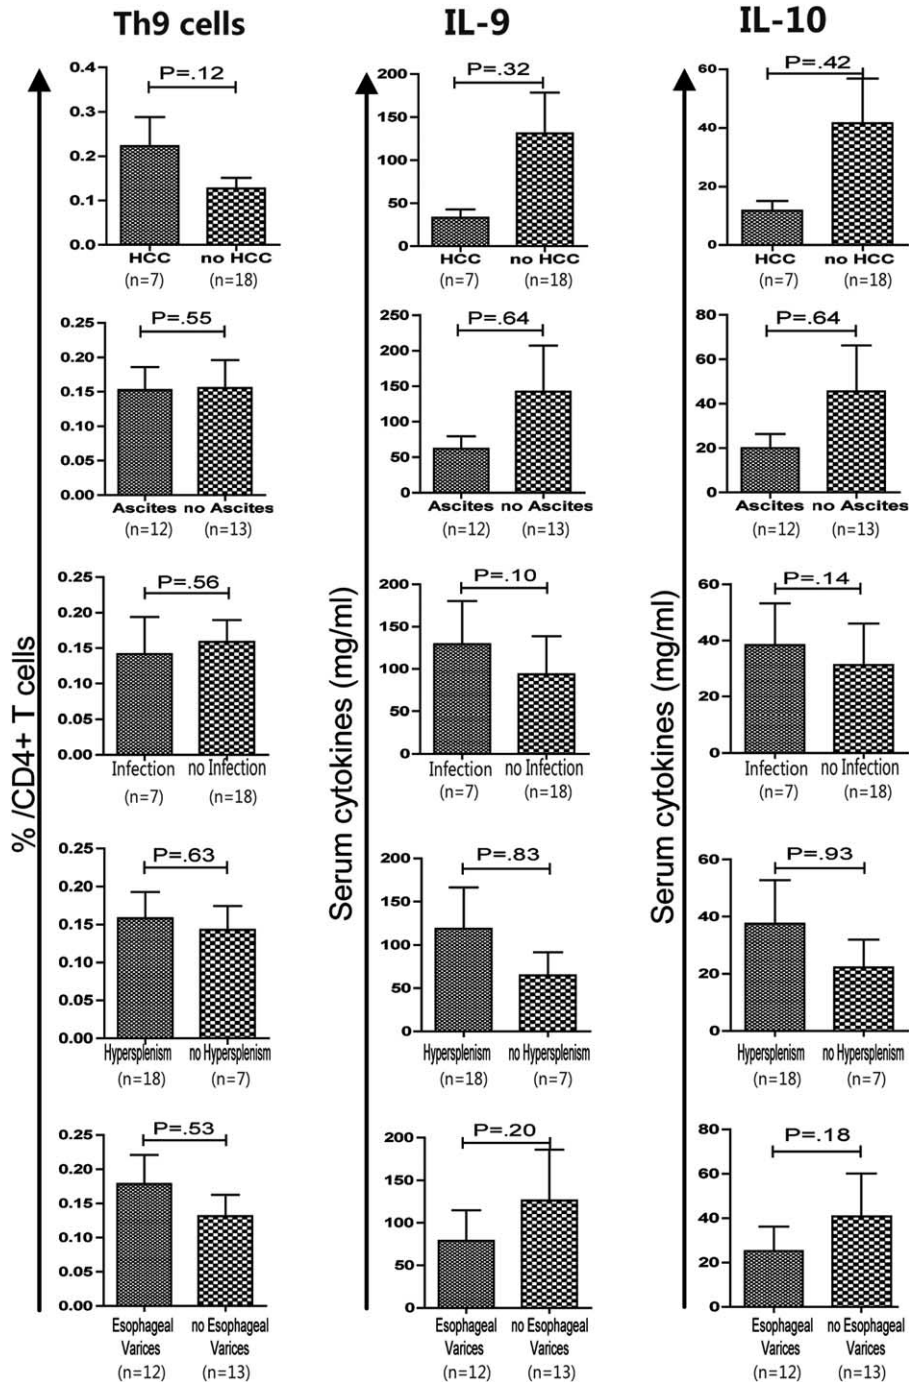 Th9 cells IL-9 IL-10
% /CD4+ T cells
Serum cytokines (mg/ml)
Serum cytokines (mg/ml)
P=.12
0.4
0.3
0.2
0.1
0.0
HCC no HCC
(n=7) (n=18)
P=.32
200
150
100
50
0
HCC no HCC
(n=7) (n=18)
P=.42
60
40
20
0
HCC no HCC
(n=7) (n=18)
P=.55
0.25
0.20
0.15
0.10
0.05
0.00
Ascites no Ascites
(n=12) (n=13)
P=.64
250
200
150
100
50
0
Ascites no Ascites
(n=12) (n=13)
P=.64
80
60
40
20
0
Ascites no Ascites
(n=12) (n=13)
P=.56
0.25
0.20
0.15
0.10
0.05
0.00
Infection no Infection
(n=7) (n=18)
P=.10
200
150
100
50
0
Infection no Infection
(n=7) (n=18)
P=.14
60
40
20
0
Infection no Infection
(n=7) (n=18)
P=.63
0.25
0.20
0.15
0.10
0.05
0.00
Hypersplenism no Hypersplenism
(n=18) (n=7)
P=.83
200
150
100
50
0
Hypersplenism no Hypersplenism
(n=18) (n=7)
P=.93
60
40
20
0
Hypersplenism no Hypersplenism
(n=18) (n=7)
P=.53
0.25
0.20
0.15
0.10
0.05
0.00
Esophageal no Esophageal
Varices Varices
(n=12) (n=13)
P=.20
200
150
100
50
0
Esophageal no Esophageal
Varices Varices
(n=12) (n=13)
P=.18
80
60
40
20
0
Esophageal no Esophageal
Varices Varices
(n=12) (n=13)